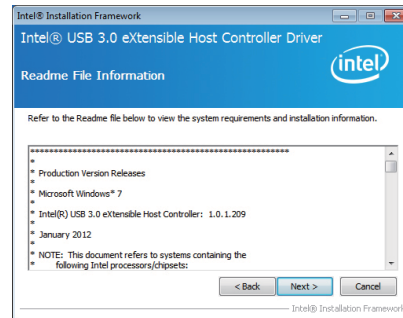 Intel® Installation Framework
Intel® USB 3.0 eXtensible Host Controller Driver
Readme File Information
intel
Refer to the Readme file below to view the system requirements and installation information.
******************************************************
*
* Production Version Releases
*
* Microsoft Windows* 7
*
* Intel(R) USB 3.0 eXtensible Host Controller: 1.0.1.209
*
* January 2012
*
* NOTE: This document refers to systems containing the
* following Intel processors/chipsets:
< Back Next > Cancel
Intel® Installation Framework